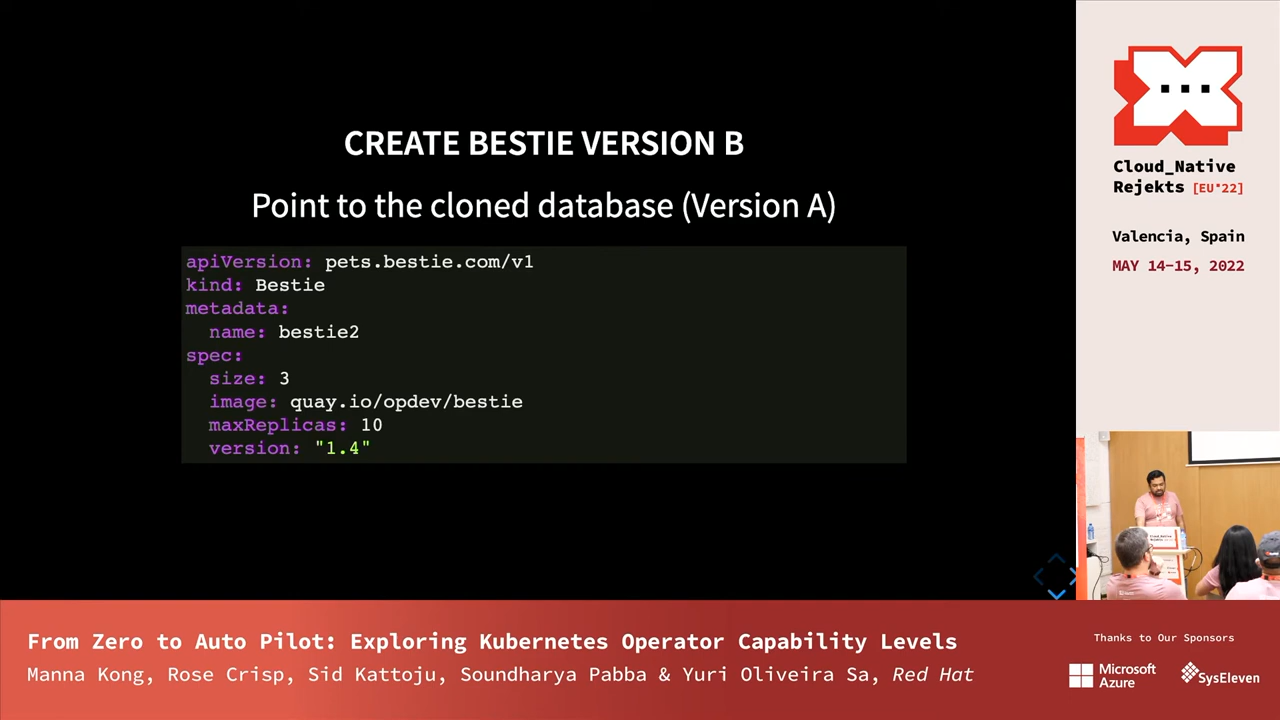 CREATE BESTIE VERSION B
Point to the cloned database (Version A)
apiVersion: pets.bestie.com/v1
kind: Bestie
metadata:
  name: bestie2
spec:
  size: 3
  image: quay.io/opdev/bestie
  maxReplicas: 10
  version: "1.4"
Cloud_Native
Rejekts [EU'22]
Valencia, Spain
MAY 14-15, 2022
Cloud Native
Rejekts
From Zero to Auto Pilot: Exploring Kubernetes Operator Capability Levels
Manna Kong, Rose Crisp, Sid Kattoju, Soundharya Pabba & Yuri Oliveira Sa, Red Hat
Thanks to Our Sponsors
Microsoft
Azure
SysEleven